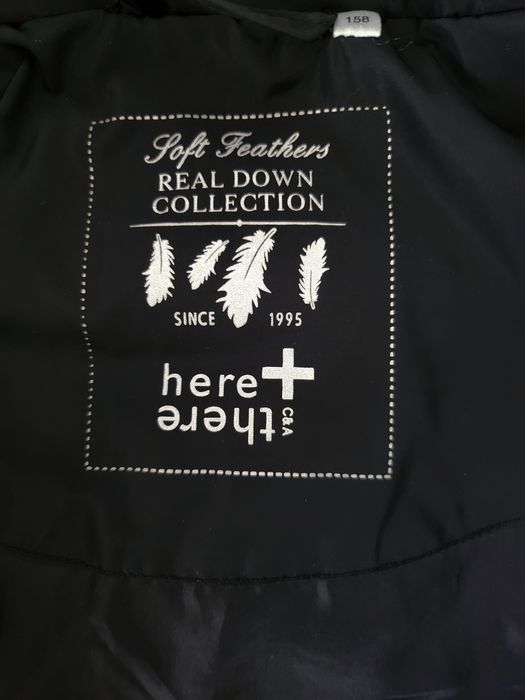 158
Soft Feathers
REAL DOWN
COLLECTION
SINCE 1995
here +
there
C&A